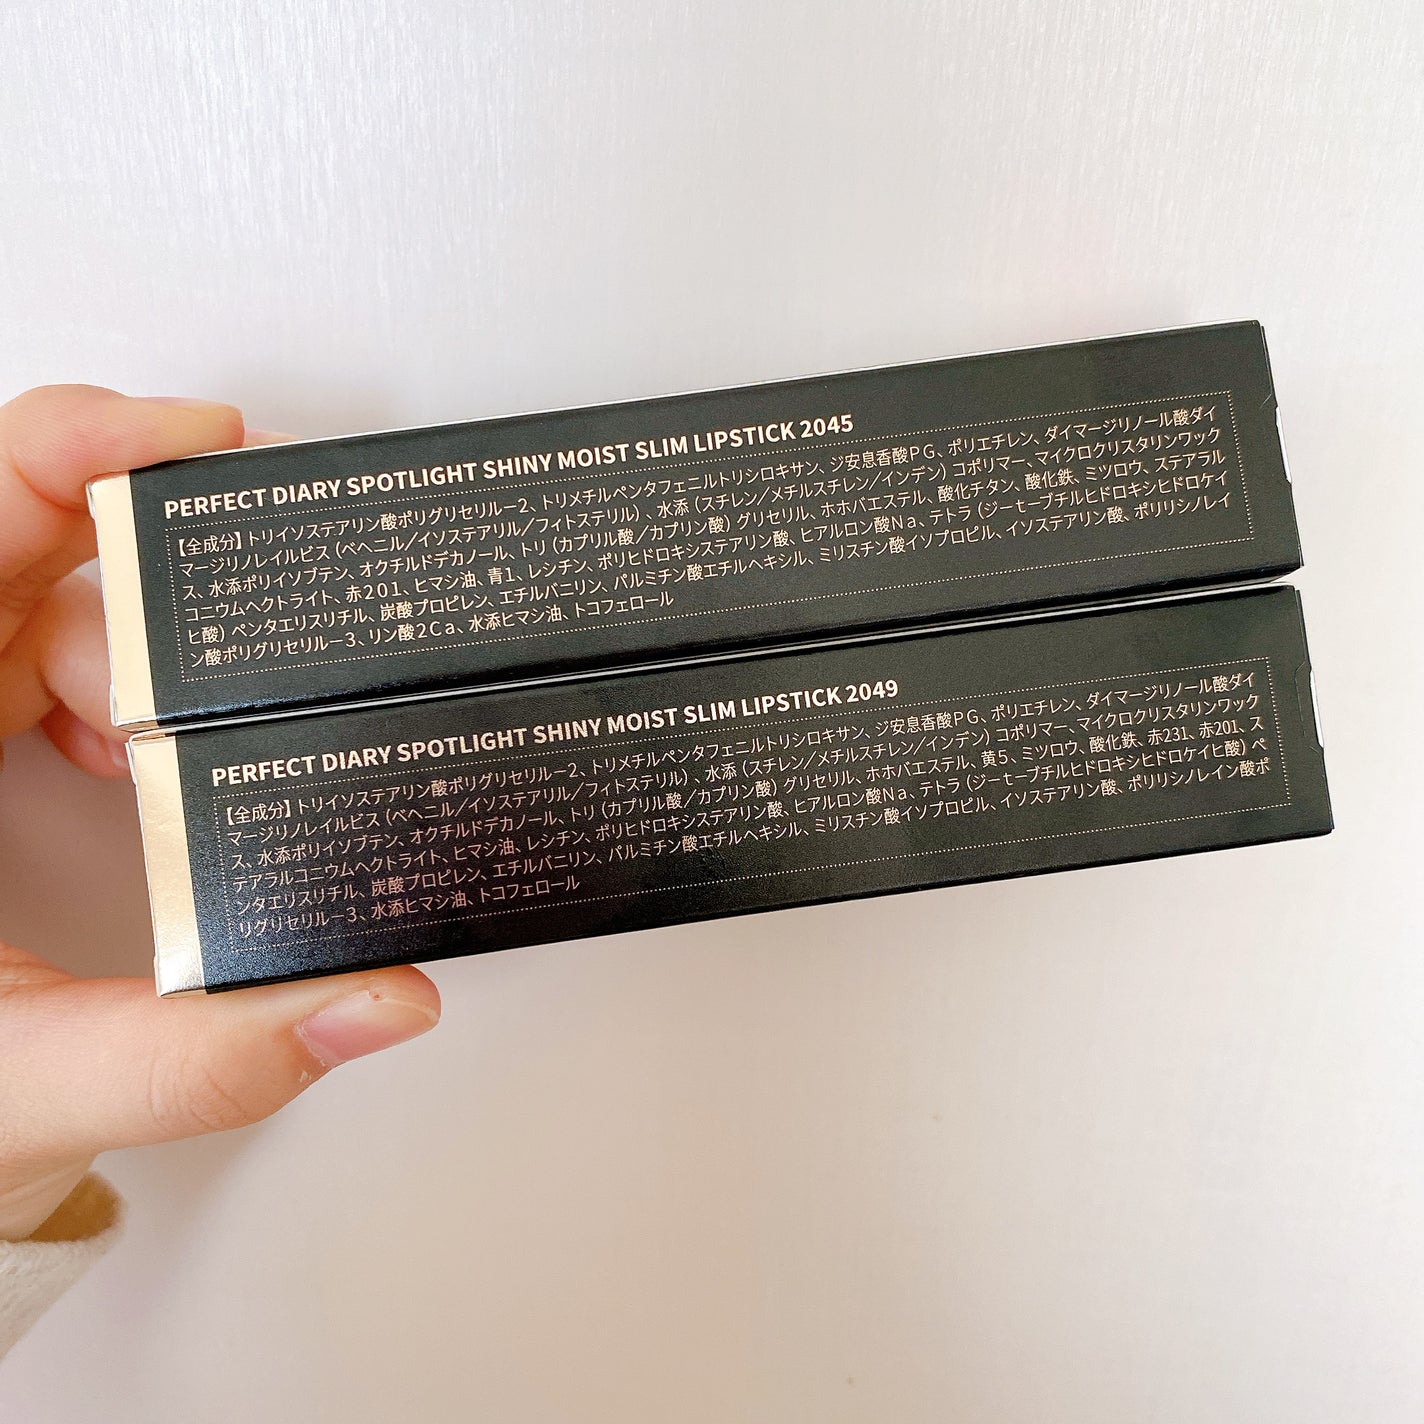 PERFECT DIARY SPOTLIGHT SHINY MOIST SLIM LIPSTICK 2045
【全成分】トリイソステアリン酸ポリグリセリル－2、トリメチルペンタフェニルトリシロキサン、ジ安息香酸ＰＧ、ポリエチレン、ダイマージリノール酸ダイ
マージリノレイルビス（ベヘニル／イソステアリル／フィトステリル）、水添（スチレン／メチルスチレン／インデン）コポリマー、マイクロクリスタリンワック
ス、水添ポリイソブテン、オクチルドデカノール、トリ（カプリル酸／カプリン酸）グリセリル、ホホバエステル、酸化チタン、酸化鉄、ミツロウ、ステアラル
コニウムヘクトライト、赤201、ヒマシ油、青1、レシチン、ポリヒドロキシステアリン酸、ヒアルロン酸Ｎａ、テトラ（ジ－ｔ－ブチルヒドロキシヒドロケイ
ヒ酸）ペンタエリスリチル、炭酸プロピレン、エチルバニリン、パルミチン酸エチルヘキシル、ミリスチン酸イソプロピル、イソステアリン酸、ポリリシノレイ
ン酸ポリグリセリル－3、リン酸2Ｃａ、水添ヒマシ油、トコフェロール
PERFECT DIARY SPOTLIGHT SHINY MOIST SLIM LIPSTICK 2049
【全成分】トリイソステアリン酸ポリグリセリル－2、トリメチルペンタフェニルトリシロキサン、ジ安息香酸ＰＧ、ポリエチレン、ダイマージリノール酸ダイ
マージリノレイルビス（ベヘニル／イソステアリル／フィトステリル）、水添（スチレン／メチルスチレン／インデン）コポリマー、マイクロクリスタリンワック
ス、水添ポリイソブテン、オクチルドデカノール、トリ（カプリル酸／カプリン酸）グリセリル、ホホバエステル、黄5、ミツロウ、酸化鉄、赤231、赤201、ス
テアラルコニウムヘクトライト、ヒマシ油、レシチン、ポリヒドロキシステアリン酸、ヒアルロン酸Ｎａ、テトラ（ジ－ｔ－ブチルヒドロキシヒドロケイヒ酸）ペ
ンタエリスリチル、炭酸プロピレン、エチルバニリン、パルミチン酸エチルヘキシル、ミリスチン酸イソプロピル、イソステアリン酸、ポリリシノレイン酸ポ
リグリセリル－3、水添ヒマシ油、トコフェロール